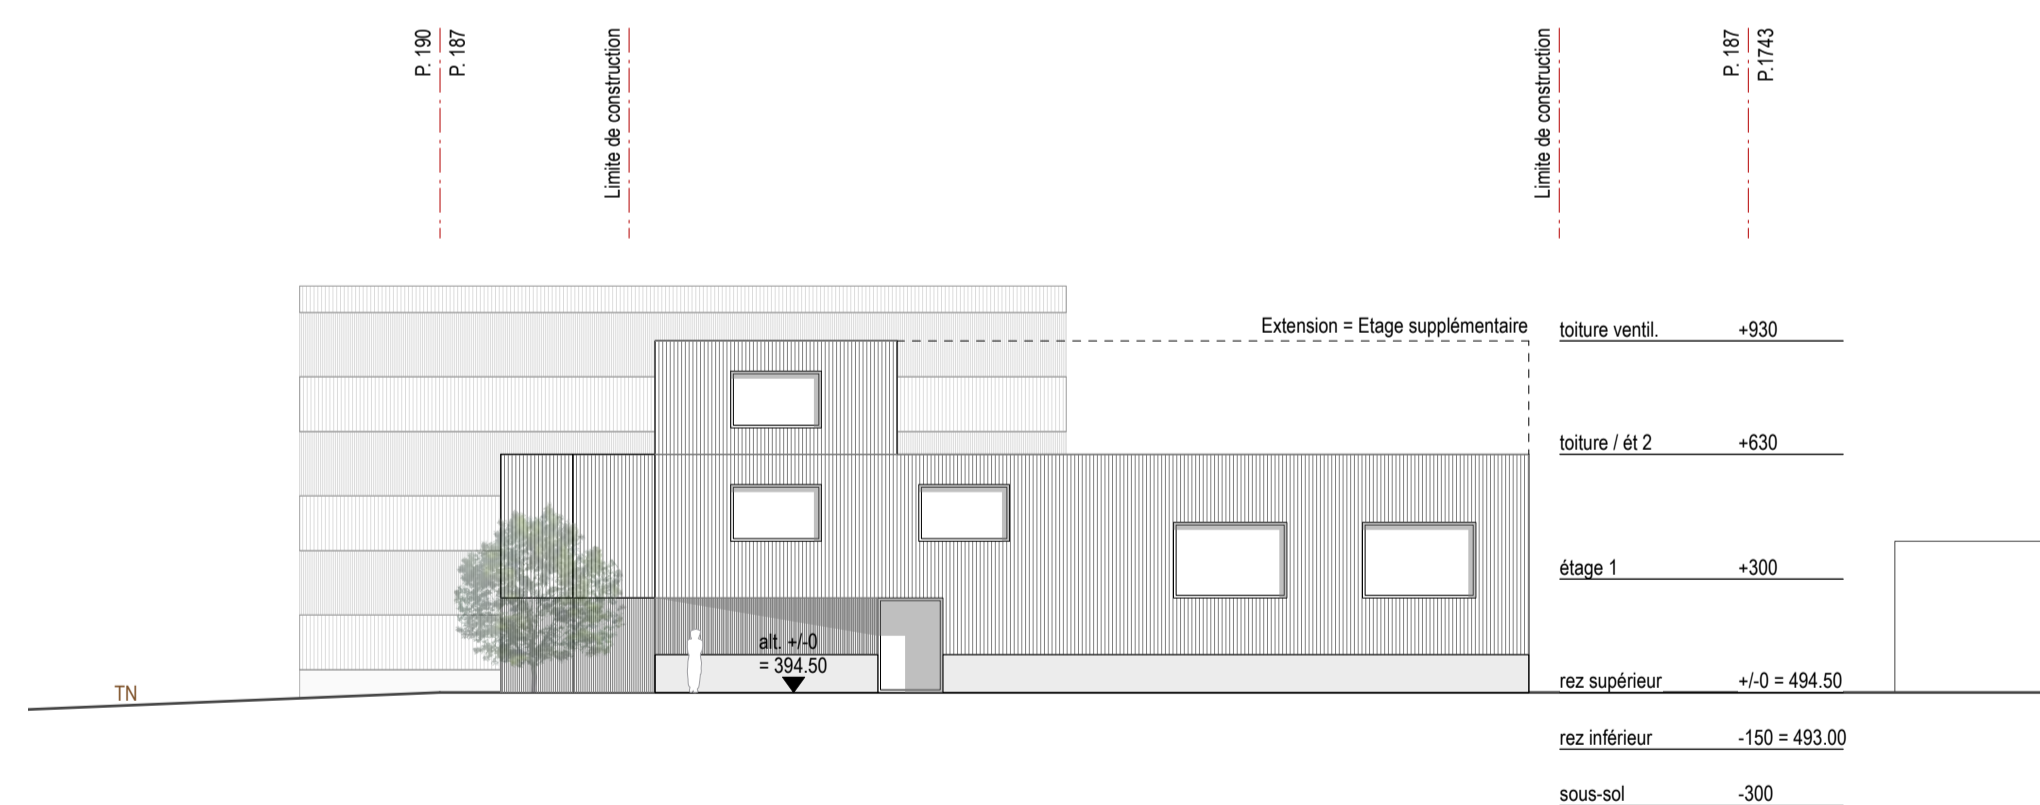 P. 190
P. 187
Limite de construction
Limite de construction
P. 187
P.1743
Extension = Etage supplémentaire
toiture ventil. +930
toiture / ét 2 +630
étage 1 +300
alt. +/-0
= 394.50
rez supérieur +/-0 = 494.50
TN
rez inférieur -150 = 493.00
sous-sol -300